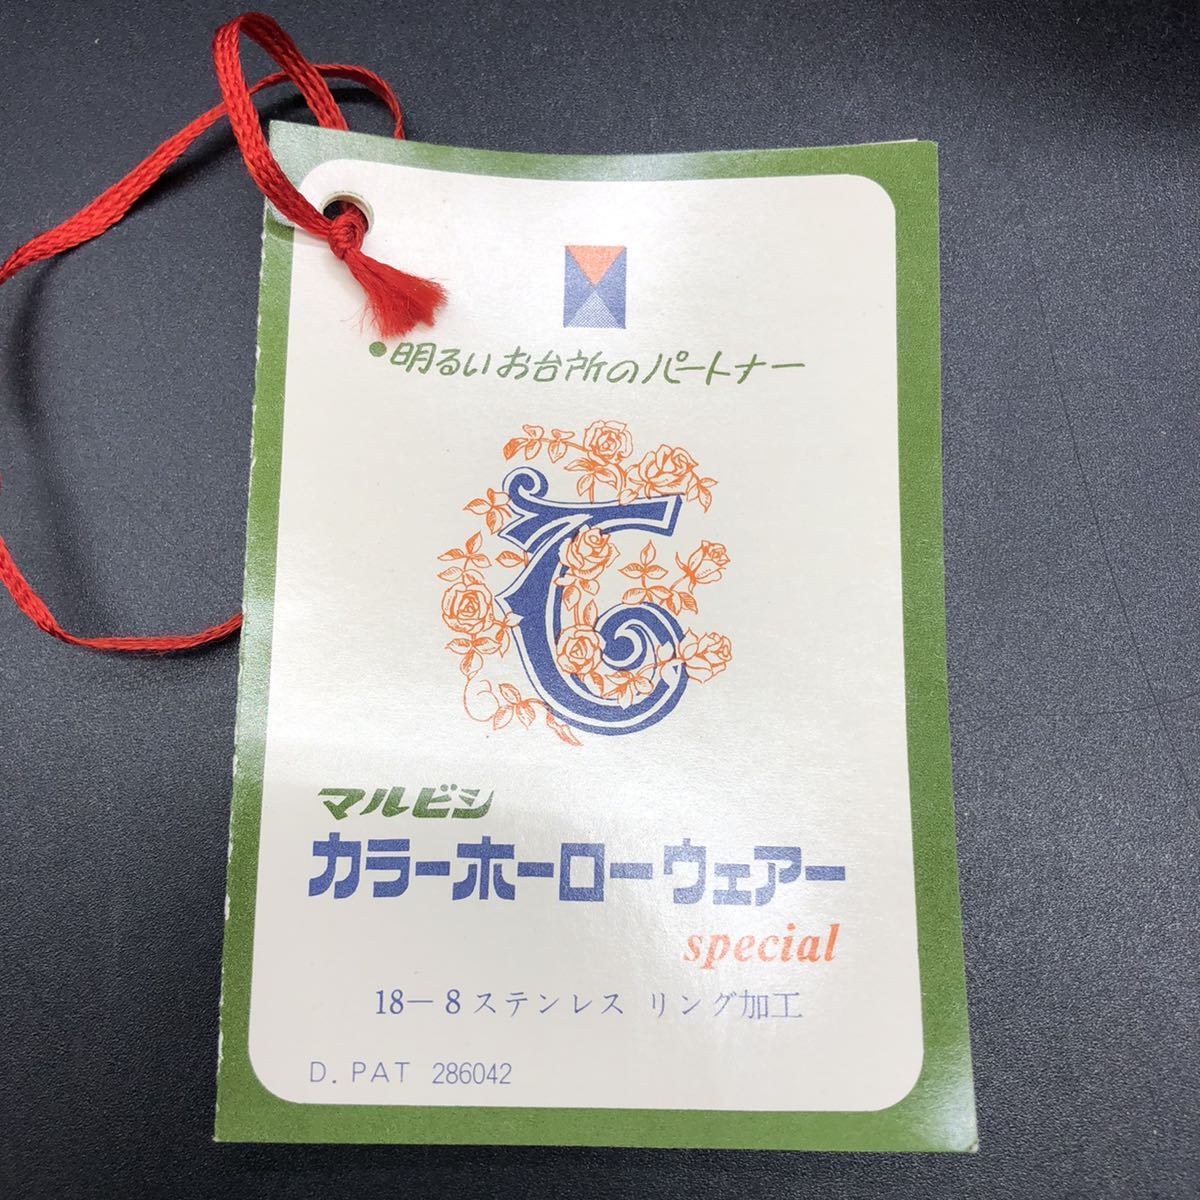 •明るいお台所のパートナー
T
マルビシ
カラーホーローウェアー
special
18-8ステンレス リング加工
D. PAT 286042